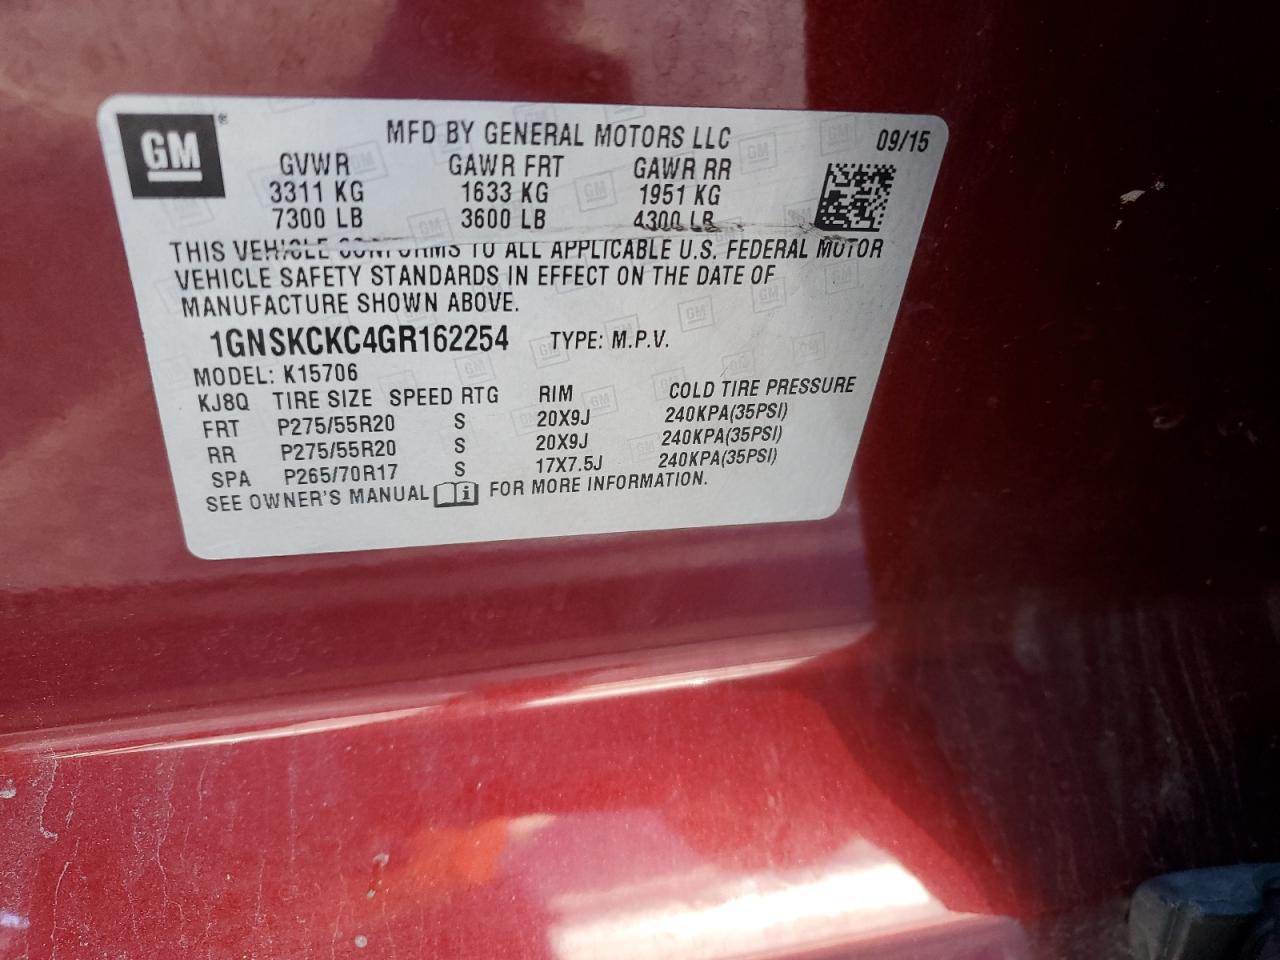 GM®
MFD BY GENERAL MOTORS LLC 09/15
GVWR GAWR FRT GAWR RR
3311 KG 1633 KG 1951 KG
7300 LB 3600 LB 4300 LB
THIS VEHICLE CONFORMS TO ALL APPLICABLE U.S. FEDERAL MOTOR
VEHICLE SAFETY STANDARDS IN EFFECT ON THE DATE OF
MANUFACTURE SHOWN ABOVE.
1GNSKCKC4GR162254 TYPE: M.P.V.
MODEL: K15706
KJ8Q TIRE SIZE SPEED RTG RIM COLD TIRE PRESSURE
FRT P275/55R20 S 20X9J 240KPA(35PSI)
RR P275/55R20 S 20X9J 240KPA(35PSI)
SPA P265/70R17 S 17X7.5J 240KPA(35PSI)
SEE OWNER'S MANUAL i FOR MORE INFORMATION.